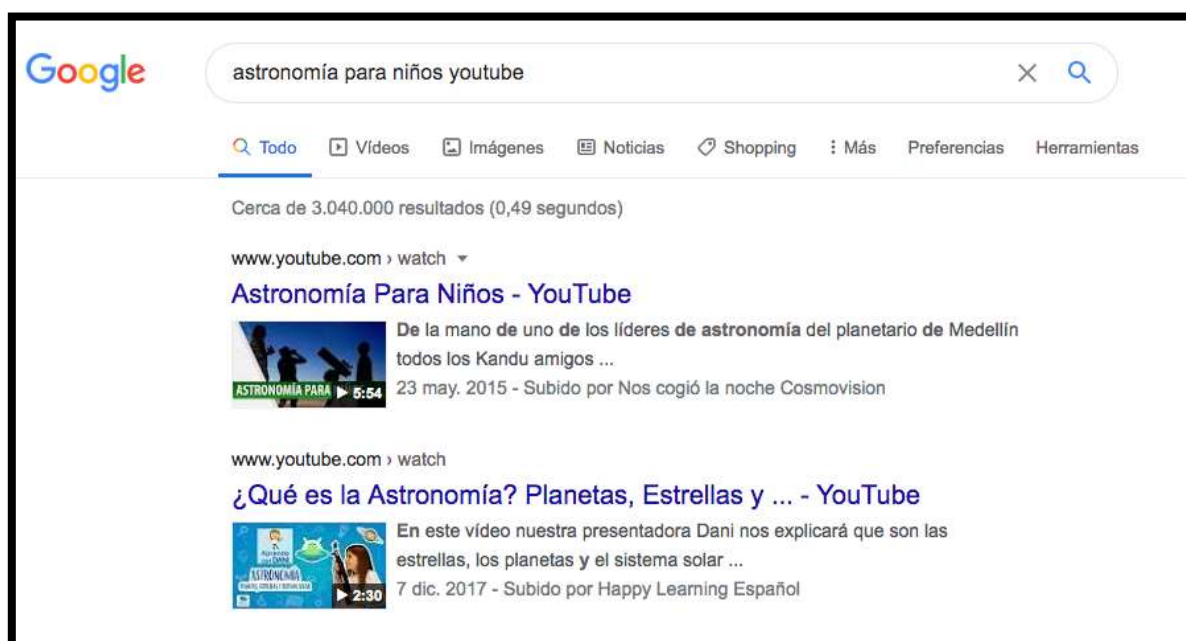 Google
astronomía para niños youtube
Todo Vídeos Imágenes Noticias Shopping Más Preferencias Herramientas
Cerca de 3.040.000 resultados (0,49 segundos)
www.youtube.com › watch
Astronomía Para Niños - YouTube
De la mano de uno de los líderes de astronomía del planetario de Medellín
todos los Kandu amigos ...
ASTRONOMÍA PARA 5:54
23 may. 2015 - Subido por Nos cogió la noche Cosmovision
www.youtube.com › watch
¿Qué es la Astronomía? Planetas, Estrellas y ... - YouTube
En este vídeo nuestra presentadora Dani nos explicará que son las
estrellas, los planetas y el sistema solar ...
ASTRONOMÍA
2:30
7 dic. 2017 - Subido por Happy Learning Español